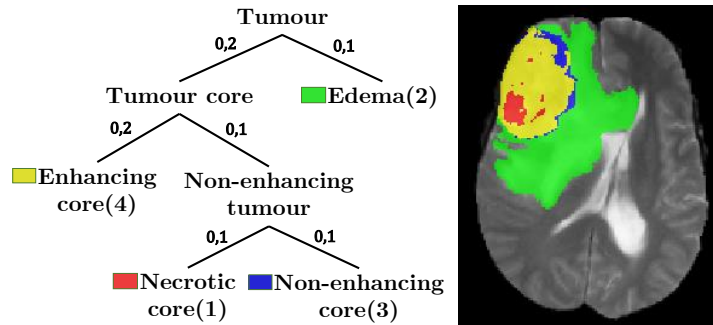 Tumour
0,2
0,1
Tumour core
Edema(2)
0,2
0,1
Enhancing
core(4)
Non-enhancing
tumour
0,1
0,1
Necrotic
core(1)
Non-enhancing
core(3)